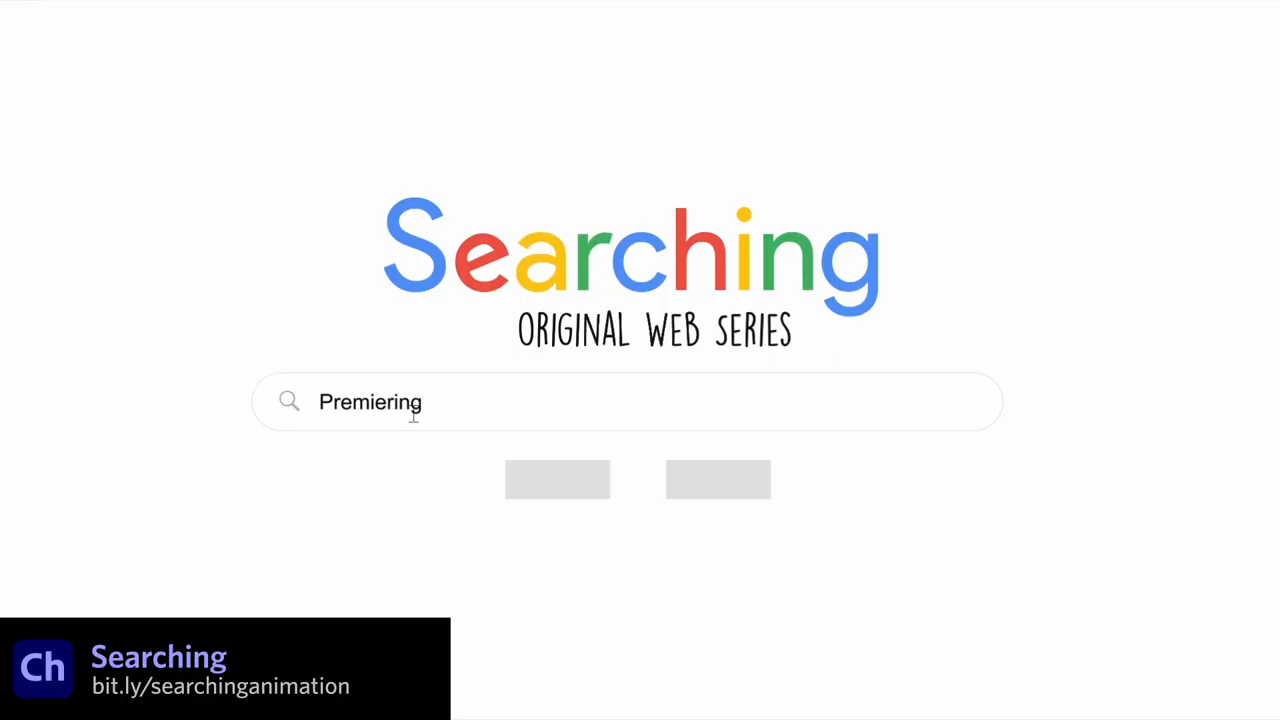 Searching
ORIGINAL WEB SERIES
Premiering
Ch
Searching
bit.ly/searchinganimation